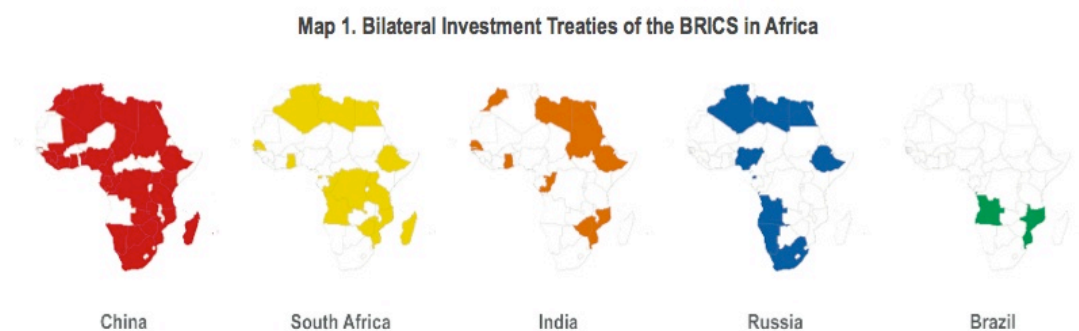 Map 1. Bilateral Investment Treaties of the BRICS in Africa
China
South Africa
India
Russia
Brazil